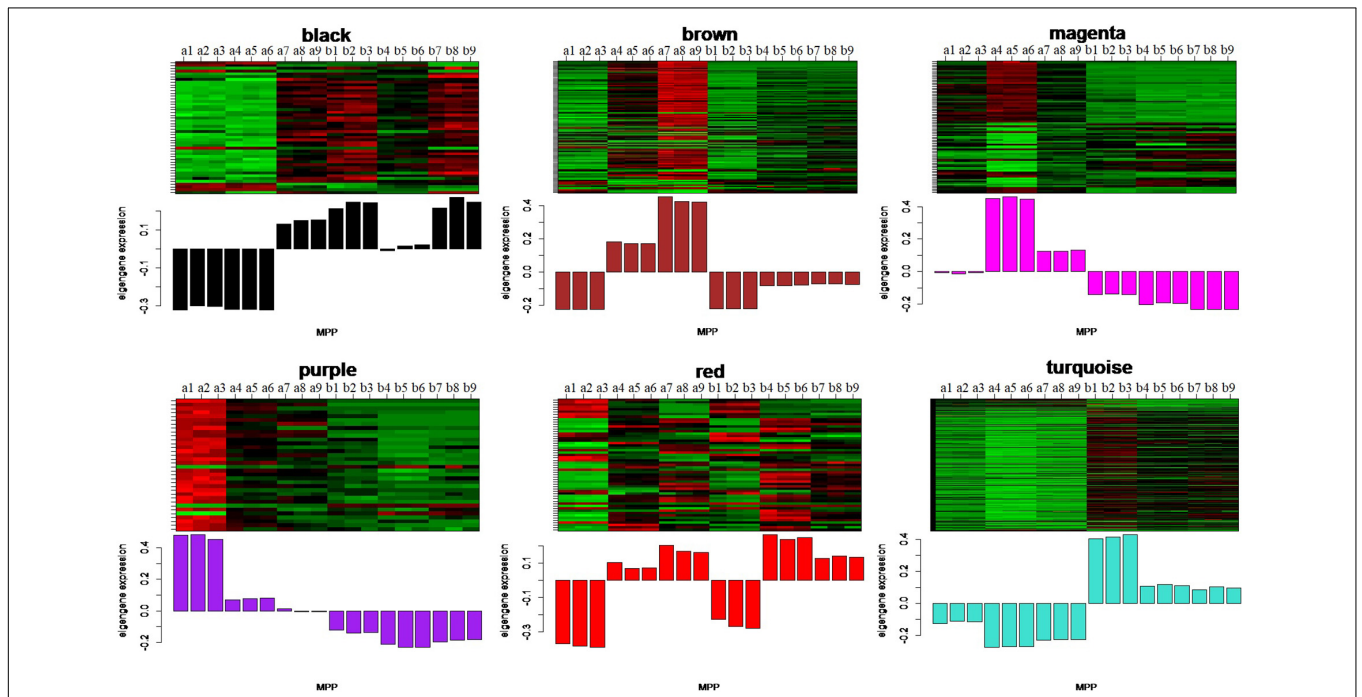 black
a1 a2 a3 a4 a5 a6 a7 a8 a9 b1 b2 b3 b4 b5 b6 b7 b8 b9
eigengene expression
0.1
-0.1
-0.3
MPP
brown
a1 a2 a3 a4 a5 a6 a7 a8 a9 b1 b2 b3 b4 b5 b6 b7 b8 b9
eigengene expression
0.4
0.2
0.0
-0.2
MPP
magenta
a1 a2 a3 a4 a5 a6 a7 a8 a9 b1 b2 b3 b4 b5 b6 b7 b8 b9
eigengene expression
0.4
0.2
0.0
-0.2
MPP
purple
a1 a2 a3 a4 a5 a6 a7 a8 a9 b1 b2 b3 b4 b5 b6 b7 b8 b9
eigengene expression
0.4
0.2
0.0
-0.2
MPP
red
a1 a2 a3 a4 a5 a6 a7 a8 a9 b1 b2 b3 b4 b5 b6 b7 b8 b9
eigengene expression
0.1
-0.1
-0.3
MPP
turquoise
a1 a2 a3 a4 a5 a6 a7 a8 a9 b1 b2 b3 b4 b5 b6 b7 b8 b9
eigengene expression
0.4
0.2
0.0
-0.2
MPP